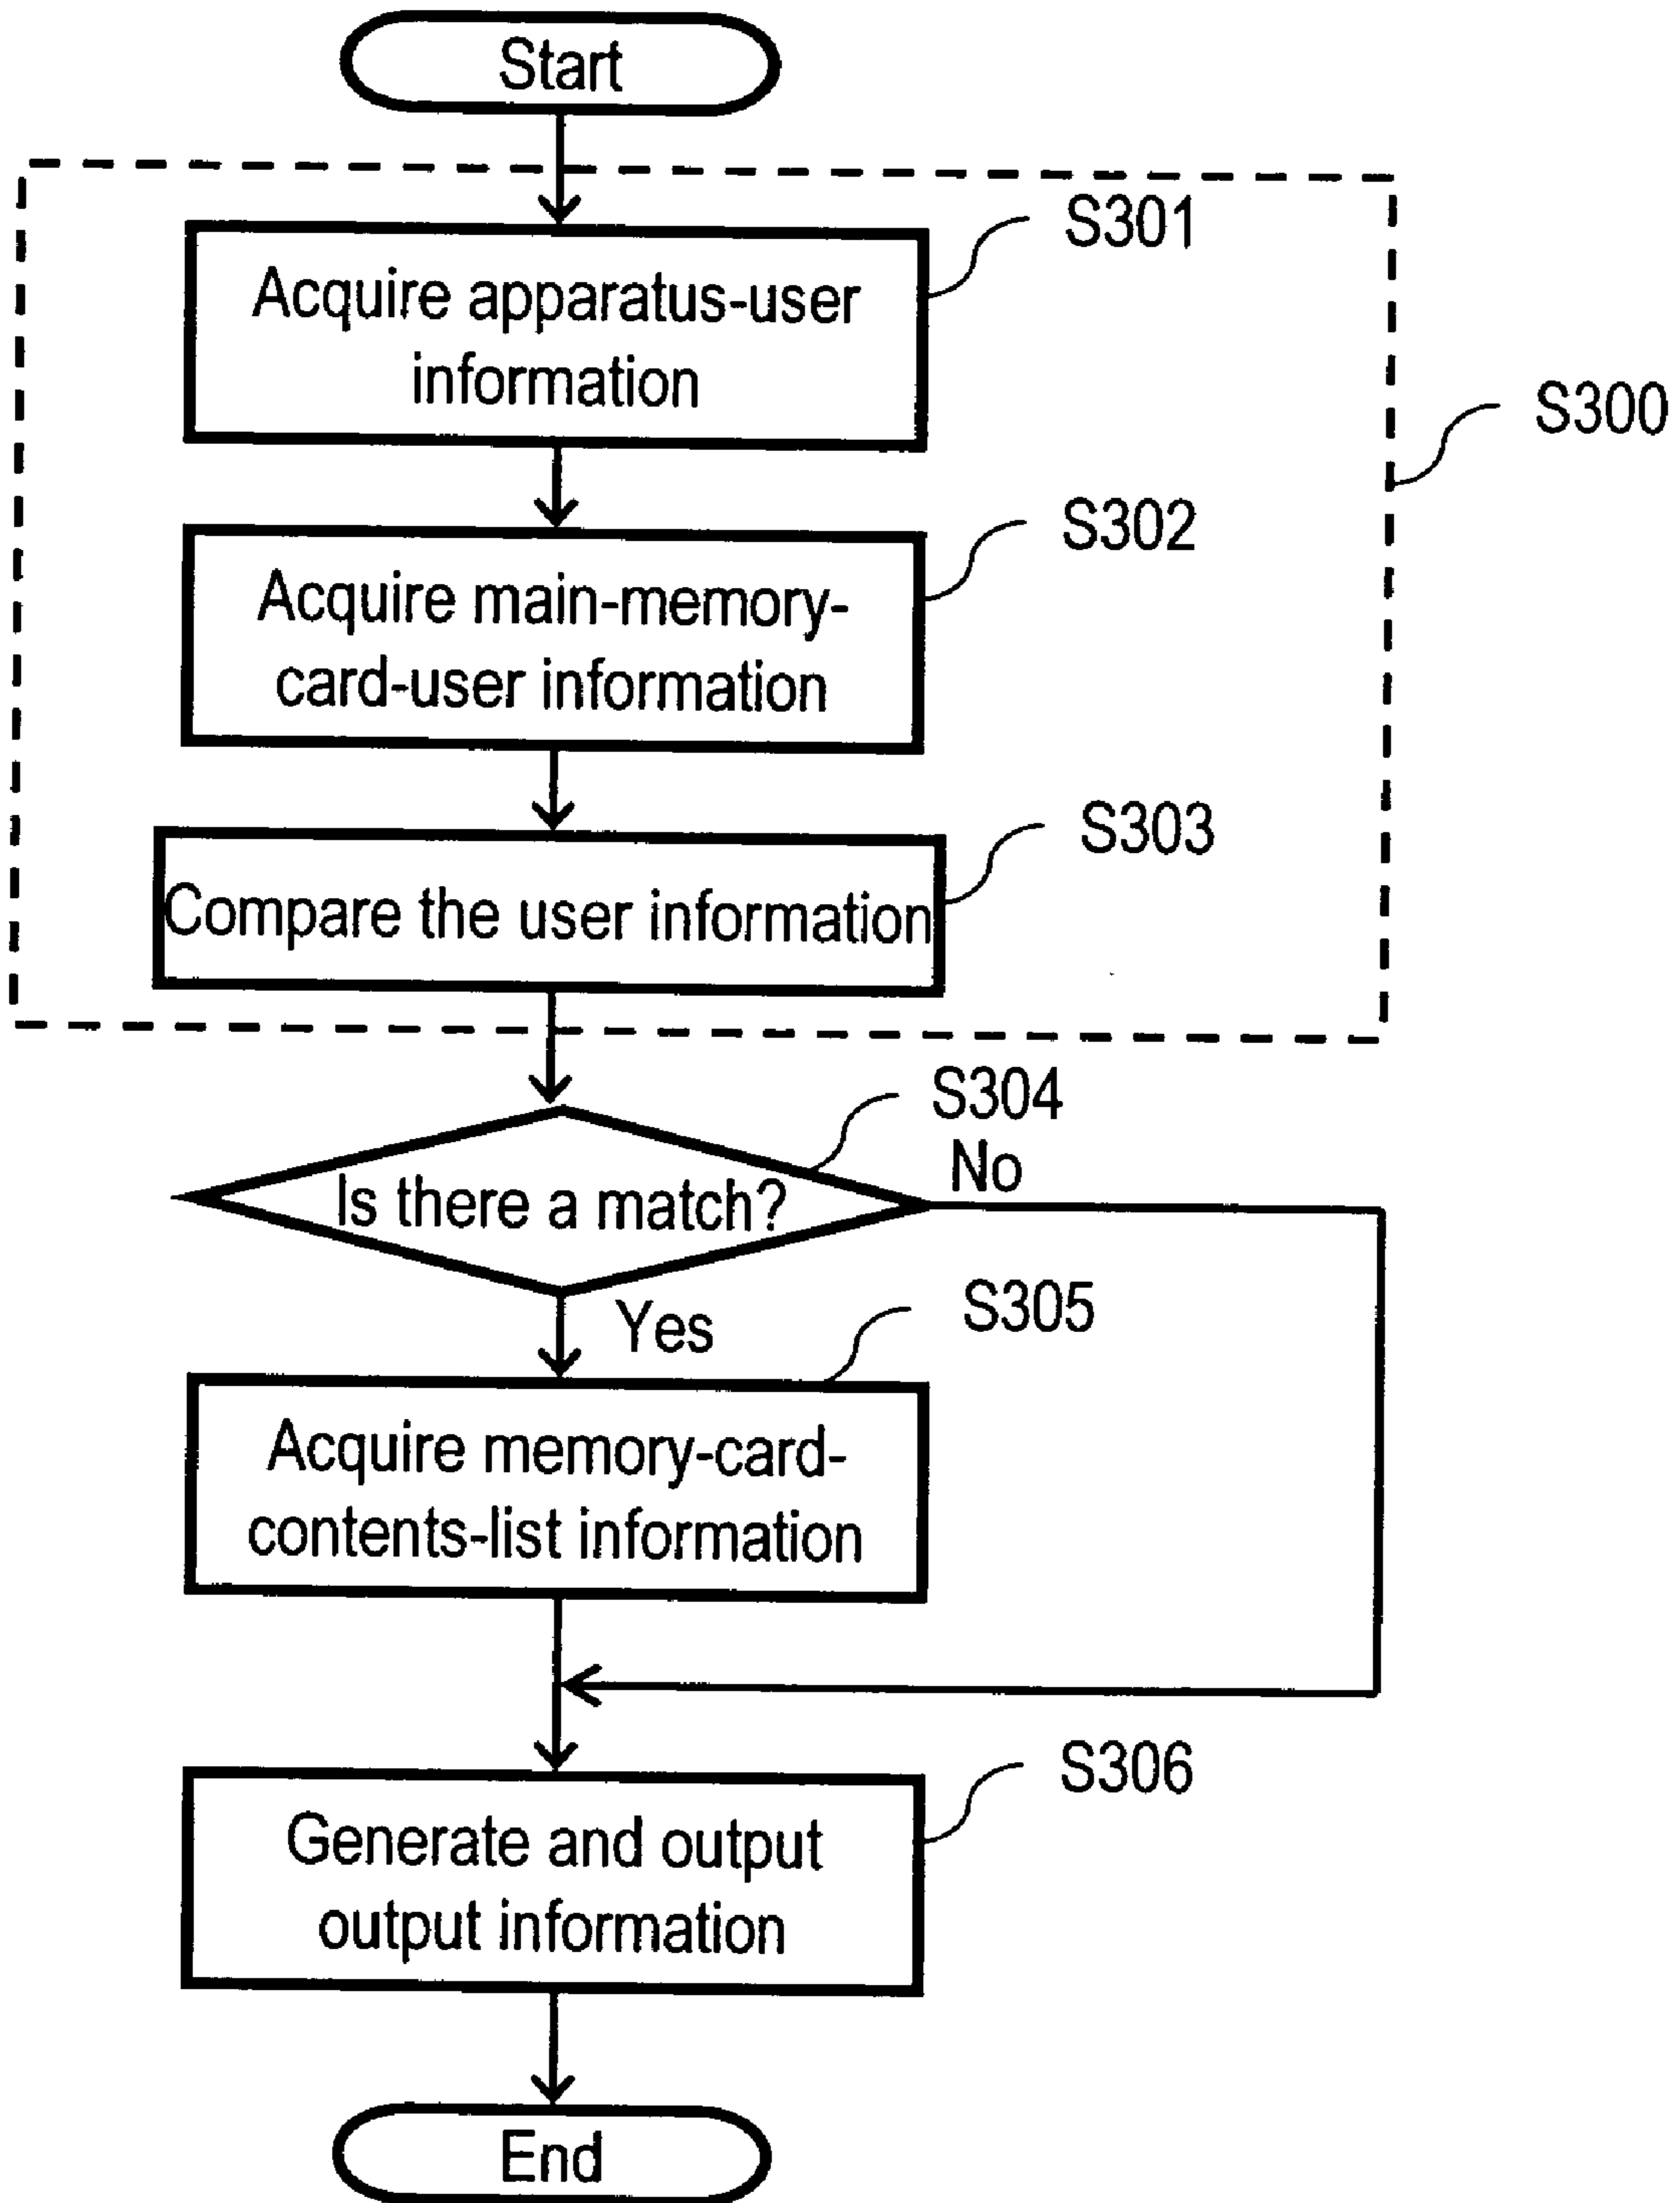 Start
S301
Acquire apparatus-user
information
S300
S302
Acquire main-memory-
card-user information
S303
Compare the user information
S304
No
Is there a match?
Yes
S305
Acquire memory-card-
contents-list information
S306
Generate and output
output information
End